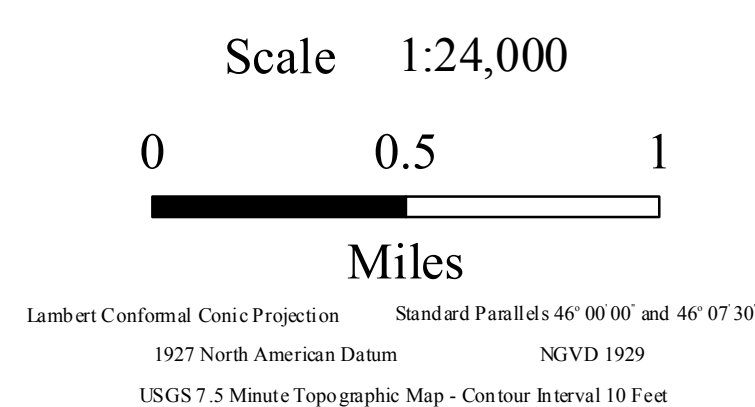 Scale 1:24,000
0 0.5 1
Miles
Lambert Conformal Conic Projection Standard Parallels 46° 00' 00" and 46° 07' 30"
1927 North American Datum NGVD 1929
USGS 7.5 Minute Topographic Map - Contour Interval 10 Feet